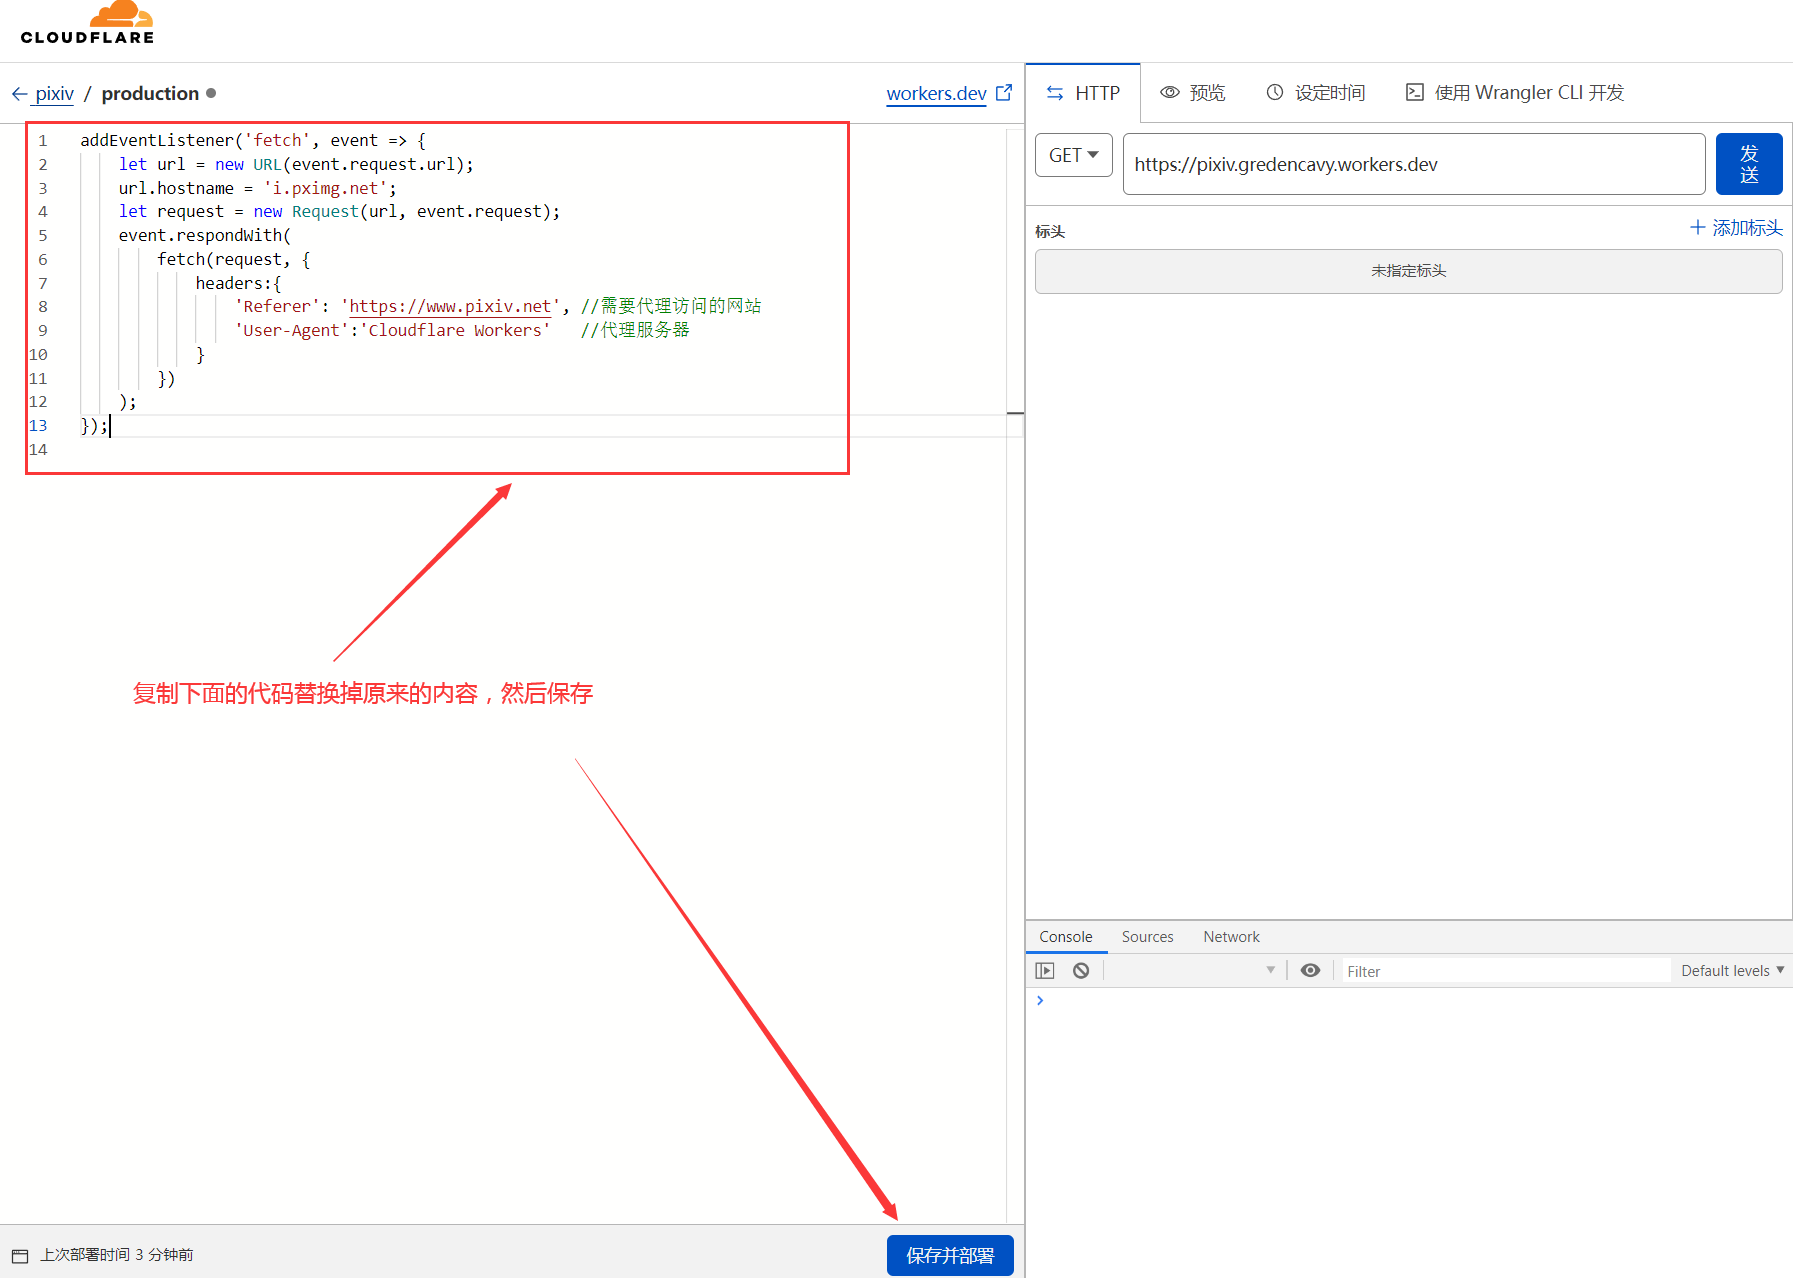 CLOUDFLARE
pixiv / production
workers.dev
HTTP
预览
设定时间
使用 Wrangler CLI 开发
1 addEventListener('fetch', event => {
2 let url = new URL(event.request.url);
3 url.hostname = 'i.pximg.net';
4 let request = new Request(url, event.request);
5 event.respondWith(
6 fetch(request, {
7 headers:{
8 'Referer': 'https://www.pixiv.net', //需要代理访问的网站
9 'User-Agent':'Cloudflare Workers' //代理服务器
10 }
11 })
12 );
13 });
14
GET
https://pixiv.gredencavy.workers.dev
发
送
标头
添加标头
未指定标头
复制下面的代码替换掉原来的内容，然后保存
Console Sources Network
Filter
Default levels
上次部署时间 3 分钟前
保存并部署